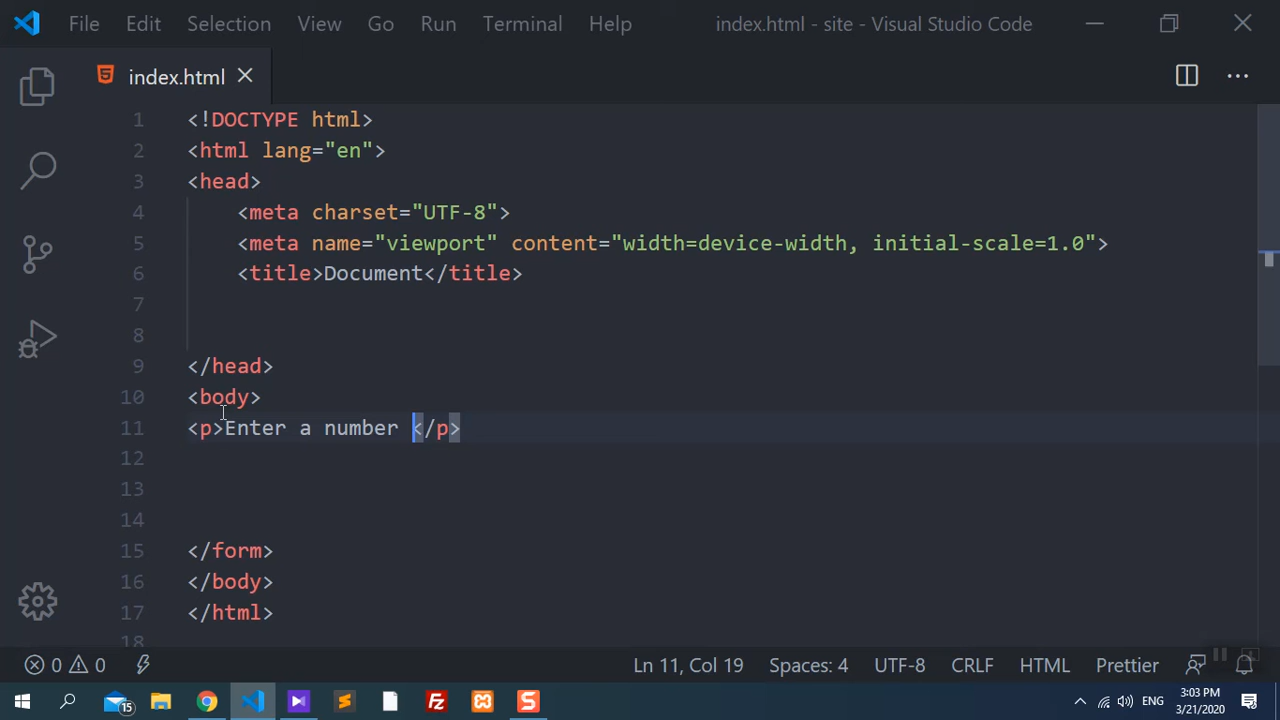 File Edit Selection View Go Run Terminal Help index.html - site - Visual Studio Code
index.html
1 <!DOCTYPE html>
2 <html lang="en">
3 <head>
4 <meta charset="UTF-8">
5 <meta name="viewport" content="width=device-width, initial-scale=1.0">
6 <title>Document</title>
7
8
9 </head>
10 <body>
11 <p>Enter a number </p>
12
13
14
15 </form>
16 </body>
17 </html>
18
0 0 Ln 11, Col 19 Spaces: 4 UTF-8 CRLF HTML Prettier
15 ENG 3:03 PM
3/21/2020